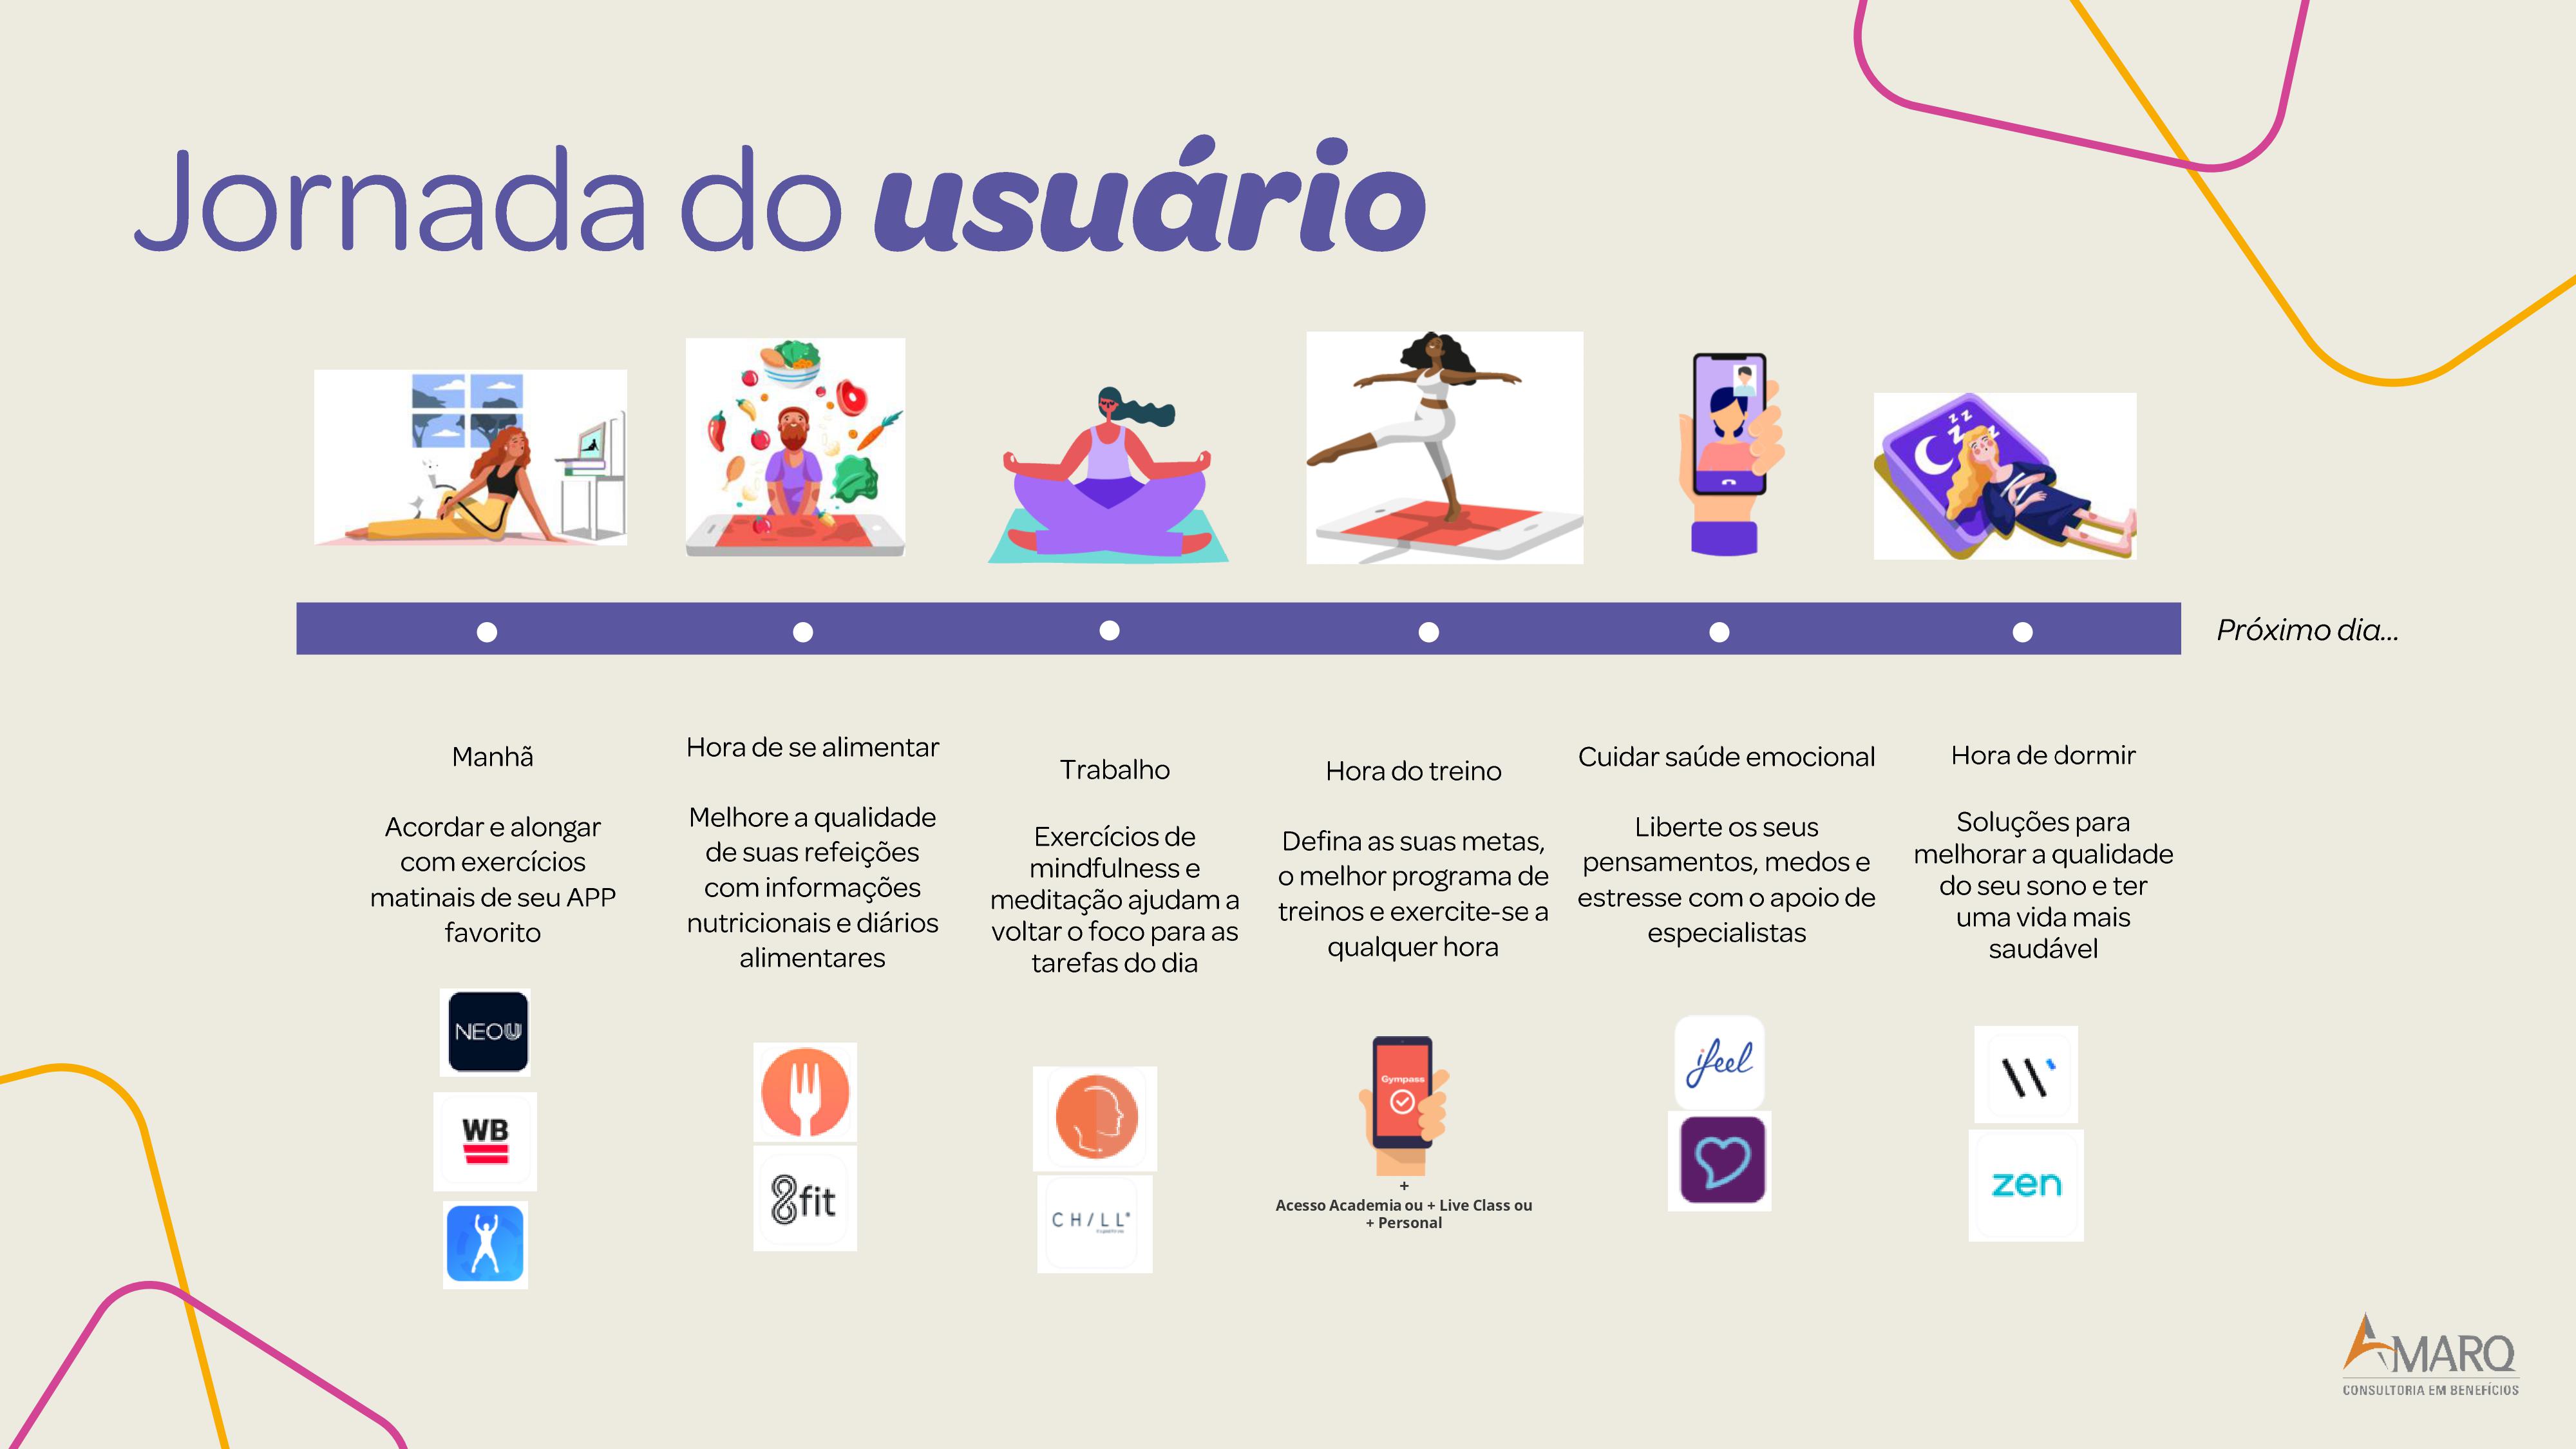 Jornada do usuário
Próximo dia...
Manhã
Acordar e alongar
com exercícios
matinais de seu APP
favorito
NEOU
WB
Hora de se alimentar
Melhore a qualidade
de suas refeições
com informações
nutricionais e diários
alimentares
8fit
Trabalho
Exercícios de
mindfulness e
meditação ajudam a
voltar o foco para as
tarefas do dia
CH/LL
Hora do treino
Defina as suas metas,
o melhor programa de
treinos e exercite-se a
qualquer hora
Gympass
+
Acesso Academia ou + Live Class ou
+ Personal
Cuidar saúde emocional
Liberte os seus
pensamentos, medos e
estresse com o apoio de
especialistas
ifeel
Hora de dormir
Soluções para
melhorar a qualidade
do seu sono e ter
uma vida mais
saudável
zen
AMARQ
CONSULTORIA EM BENEFÍCIOS